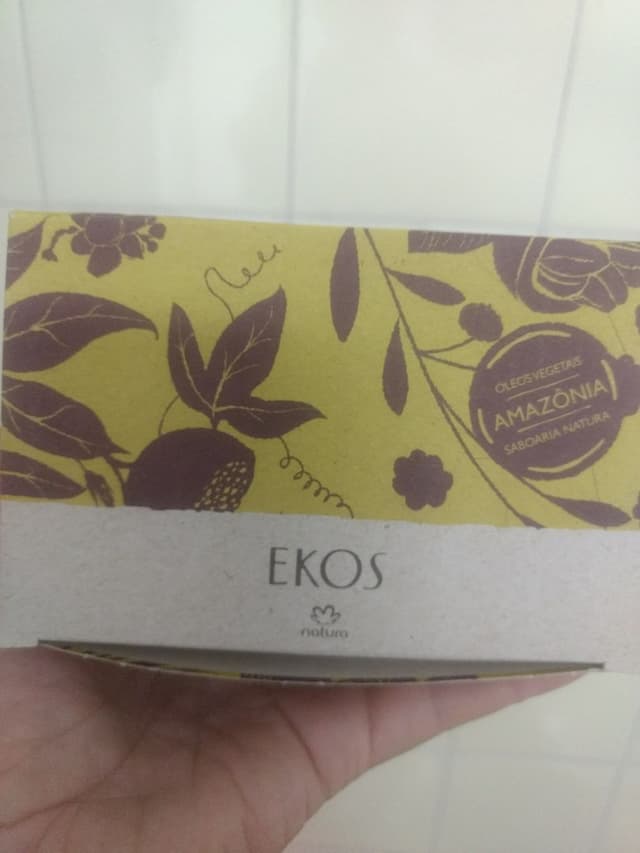 ÓLEOS VEGETAIS
AMAZÔNIA
SABOARIA NATURA
EKOS
natura